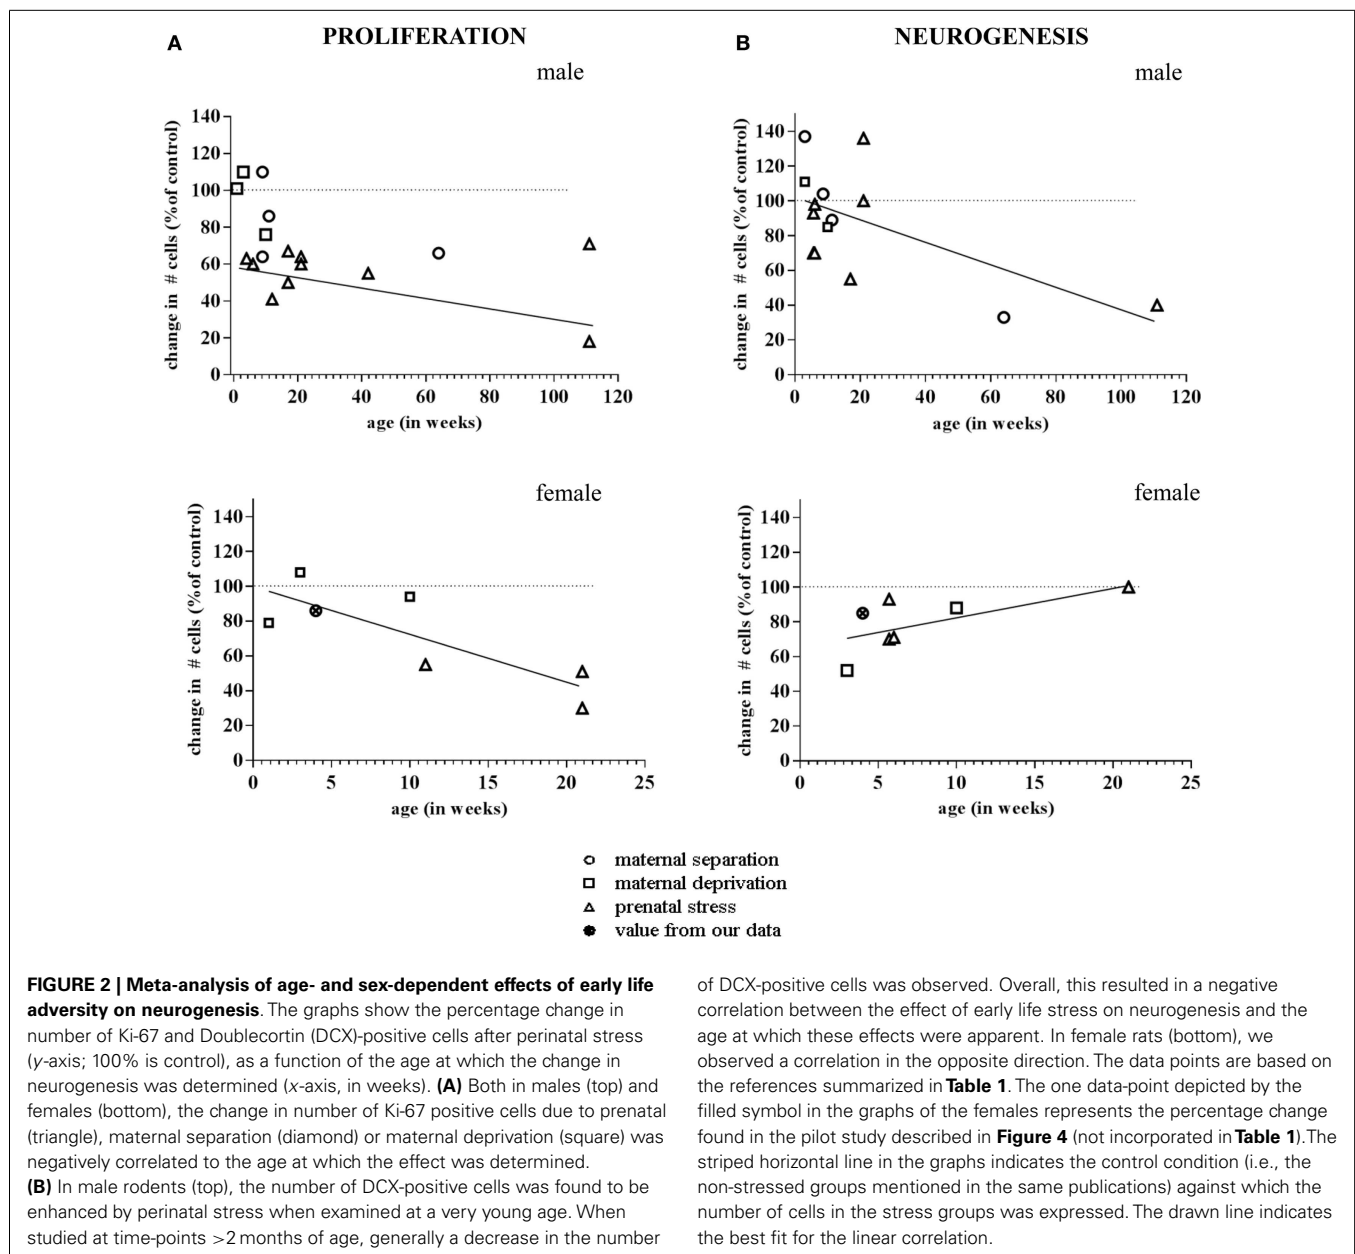 A
PROLIFERATION
male
change in # cells (% of control)
140
120
100
80
60
40
20
0
0 20 40 60 80 100 120
age (in weeks)
B
NEUROGENESIS
male
change in # cells (% of control)
140
120
100
80
60
40
20
0
0 20 40 60 80 100 120
age (in weeks)
female
change in # cells (% of control)
140
120
100
80
60
40
20
0
0 5 10 15 20 25
age (in weeks)
female
change in # cells (% of control)
140
120
100
80
60
40
20
0
0 5 10 15 20 25
age (in weeks)
maternal separation
maternal deprivation
prenatal stress
value from our data
FIGURE 2 | Meta-analysis of age- and sex-dependent effects of early life
adversity on neurogenesis. The graphs show the percentage change in
number of Ki-67 and Doublecortin (DCX)-positive cells after perinatal stress
(y-axis; 100% is control), as a function of the age at which the change in
neurogenesis was determined (x-axis, in weeks). (A) Both in males (top) and
females (bottom), the change in number of Ki-67 positive cells due to prenatal
(triangle), maternal separation (diamond) or maternal deprivation (square) was
negatively correlated to the age at which the effect was determined.
(B) In male rodents (top), the number of DCX-positive cells was found to be
enhanced by perinatal stress when examined at a very young age. When
studied at time-points >2 months of age, generally a decrease in the number
of DCX-positive cells was observed. Overall, this resulted in a negative
correlation between the effect of early life stress on neurogenesis and the
age at which these effects were apparent. In female rats (bottom), we
observed a correlation in the opposite direction. The data points are based on
the references summarized in Table 1. The one data-point depicted by the
filled symbol in the graphs of the females represents the percentage change
found in the pilot study described in Figure 4 (not incorporated in Table 1). The
striped horizontal line in the graphs indicates the control condition (i.e., the
non-stressed groups mentioned in the same publications) against which the
number of cells in the stress groups was expressed. The drawn line indicates
the best fit for the linear correlation.